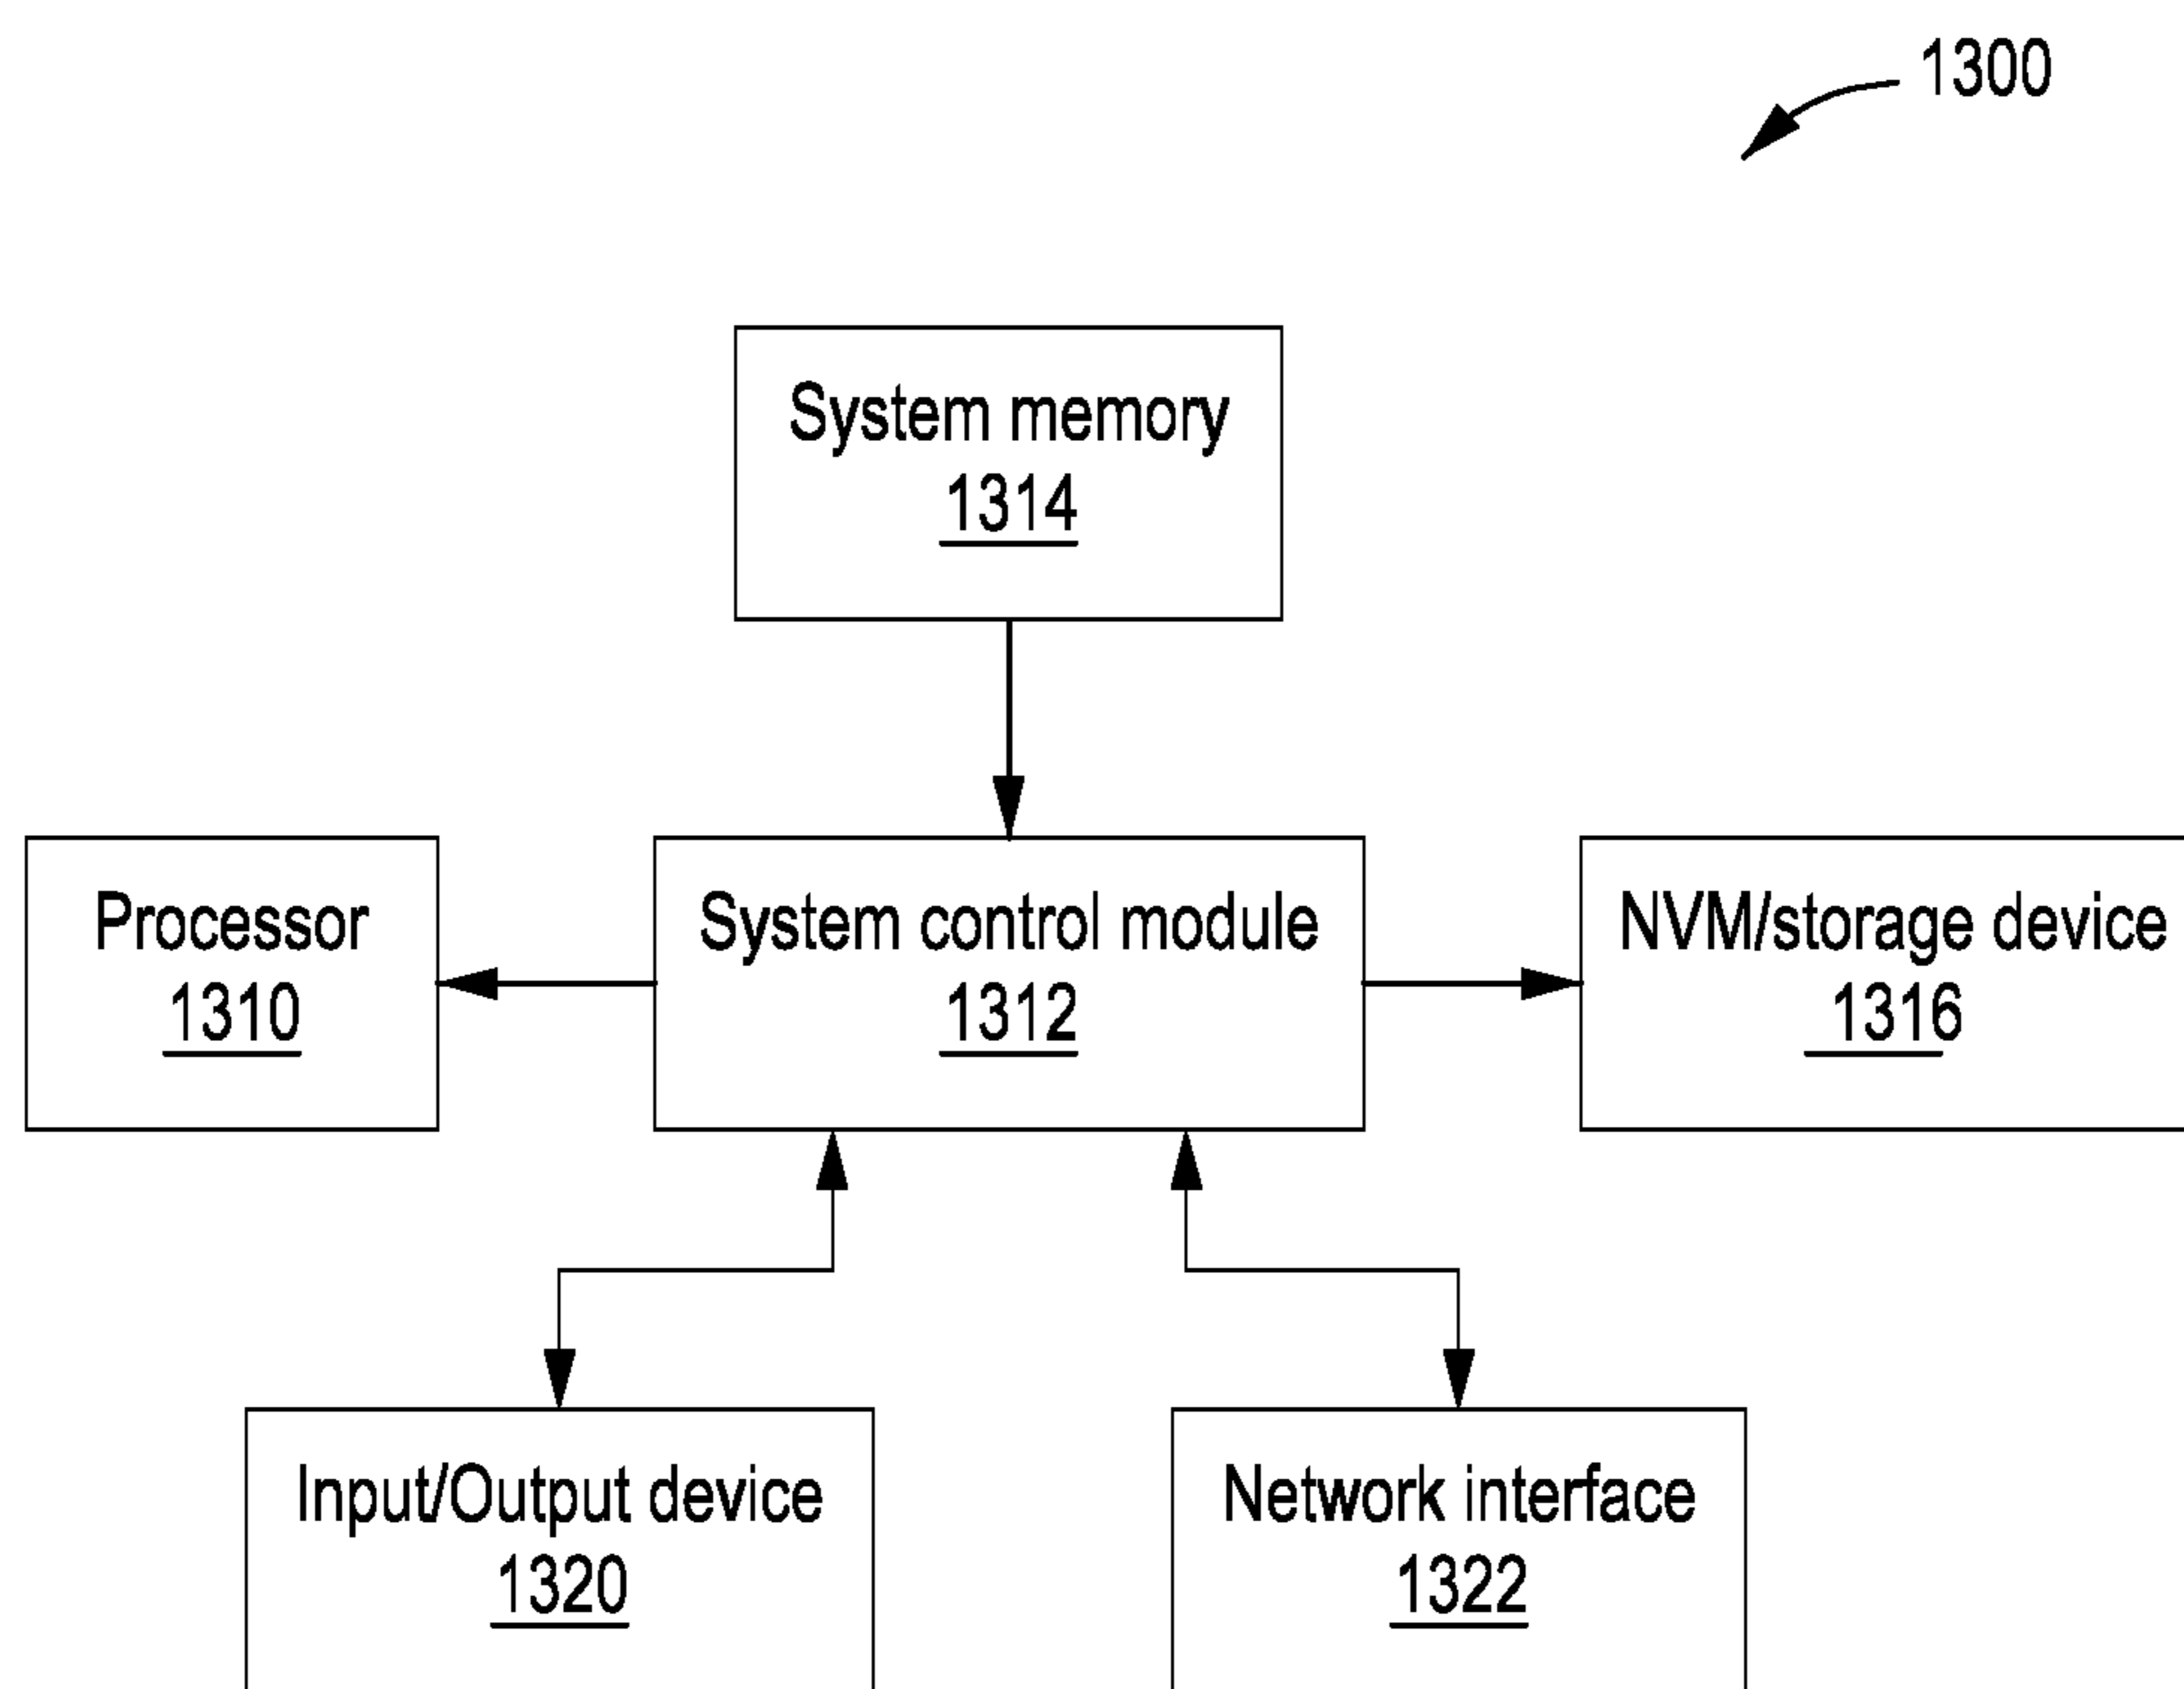 1300
System memory
1314
Processor
1310
System control module
1312
NVM/storage device
1316
Input/Output device
1320
Network interface
1322